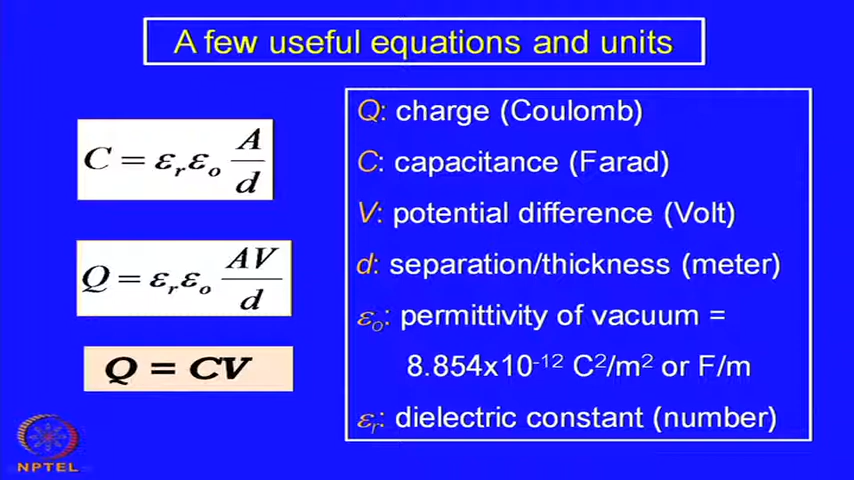 A few useful equations and units
C = εrεo A/d
Q = εrεo AV/d
Q = CV
Q: charge (Coulomb)
C: capacitance (Farad)
V: potential difference (Volt)
d: separation/thickness (meter)
εo: permittivity of vacuum =
8.854x10⁻¹² C²/m² or F/m
εr: dielectric constant (number)
NPTEL